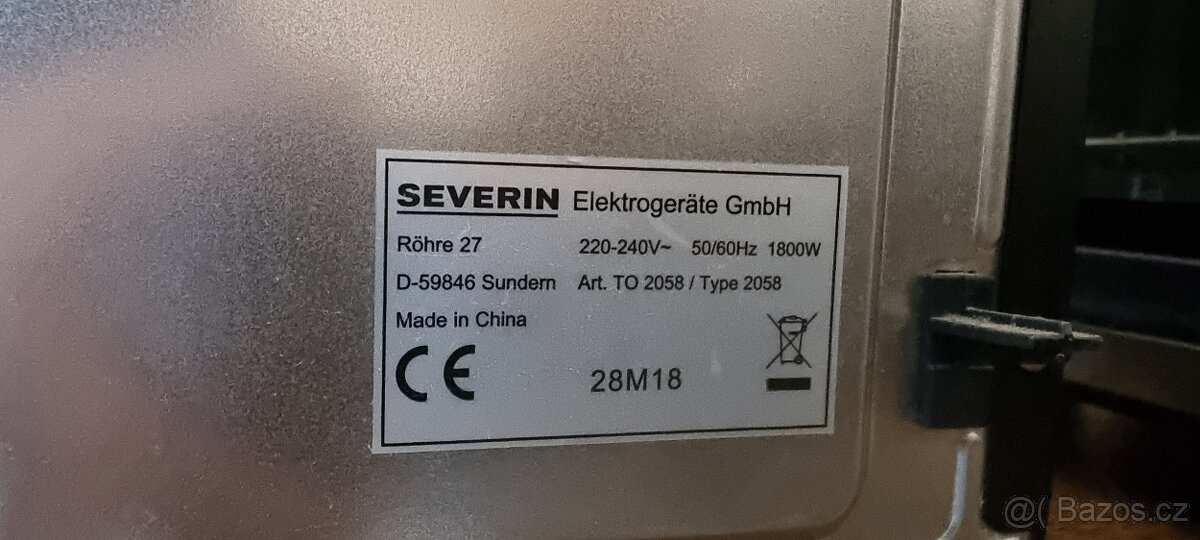 SEVERIN Elektrogeräte GmbH
Röhre 27 220-240V~ 50/60Hz 1800W
D-59846 Sundern Art. TO 2058 / Type 2058
Made in China
CE 28M18
@( Bazos.cz